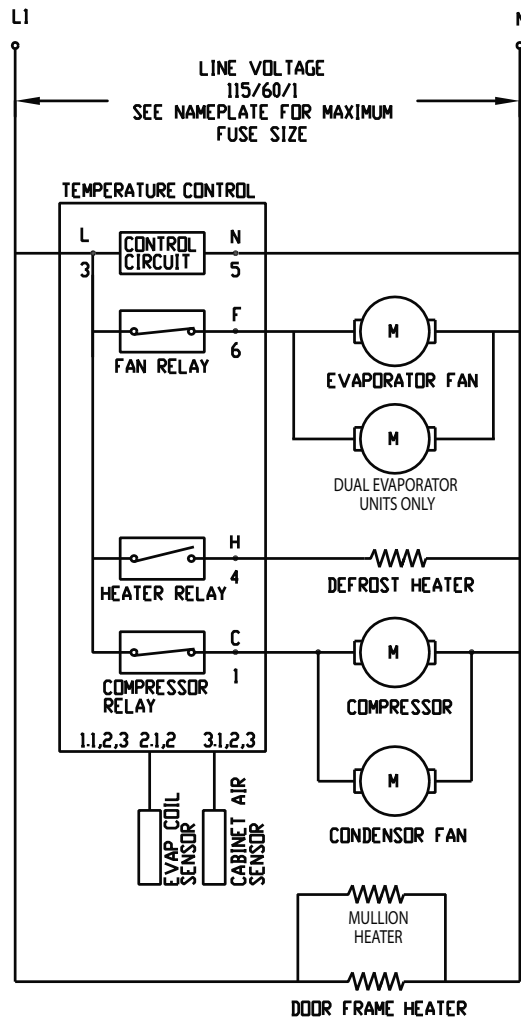 L1
N
LINE VOLTAGE
115/60/1
SEE NAMEPLATE FOR MAXIMUM
FUSE SIZE
TEMPERATURE CONTROL
L
CONTROL
CIRCUIT
N
3
5
F
M
FAN RELAY
6
EVAPORATOR FAN
M
DUAL EVAPORATOR
UNITS ONLY
H
HEATER RELAY
4
DEFROST HEATER
C
M
COMPRESSOR
RELAY
1
COMPRESSOR
1.1,2,3 2.1,2 3.1,2,3
M
EVAP COIL
SENSOR
CABINET AIR
SENSOR
CONDENSOR FAN
MULLION
HEATER
DOOR FRAME HEATER